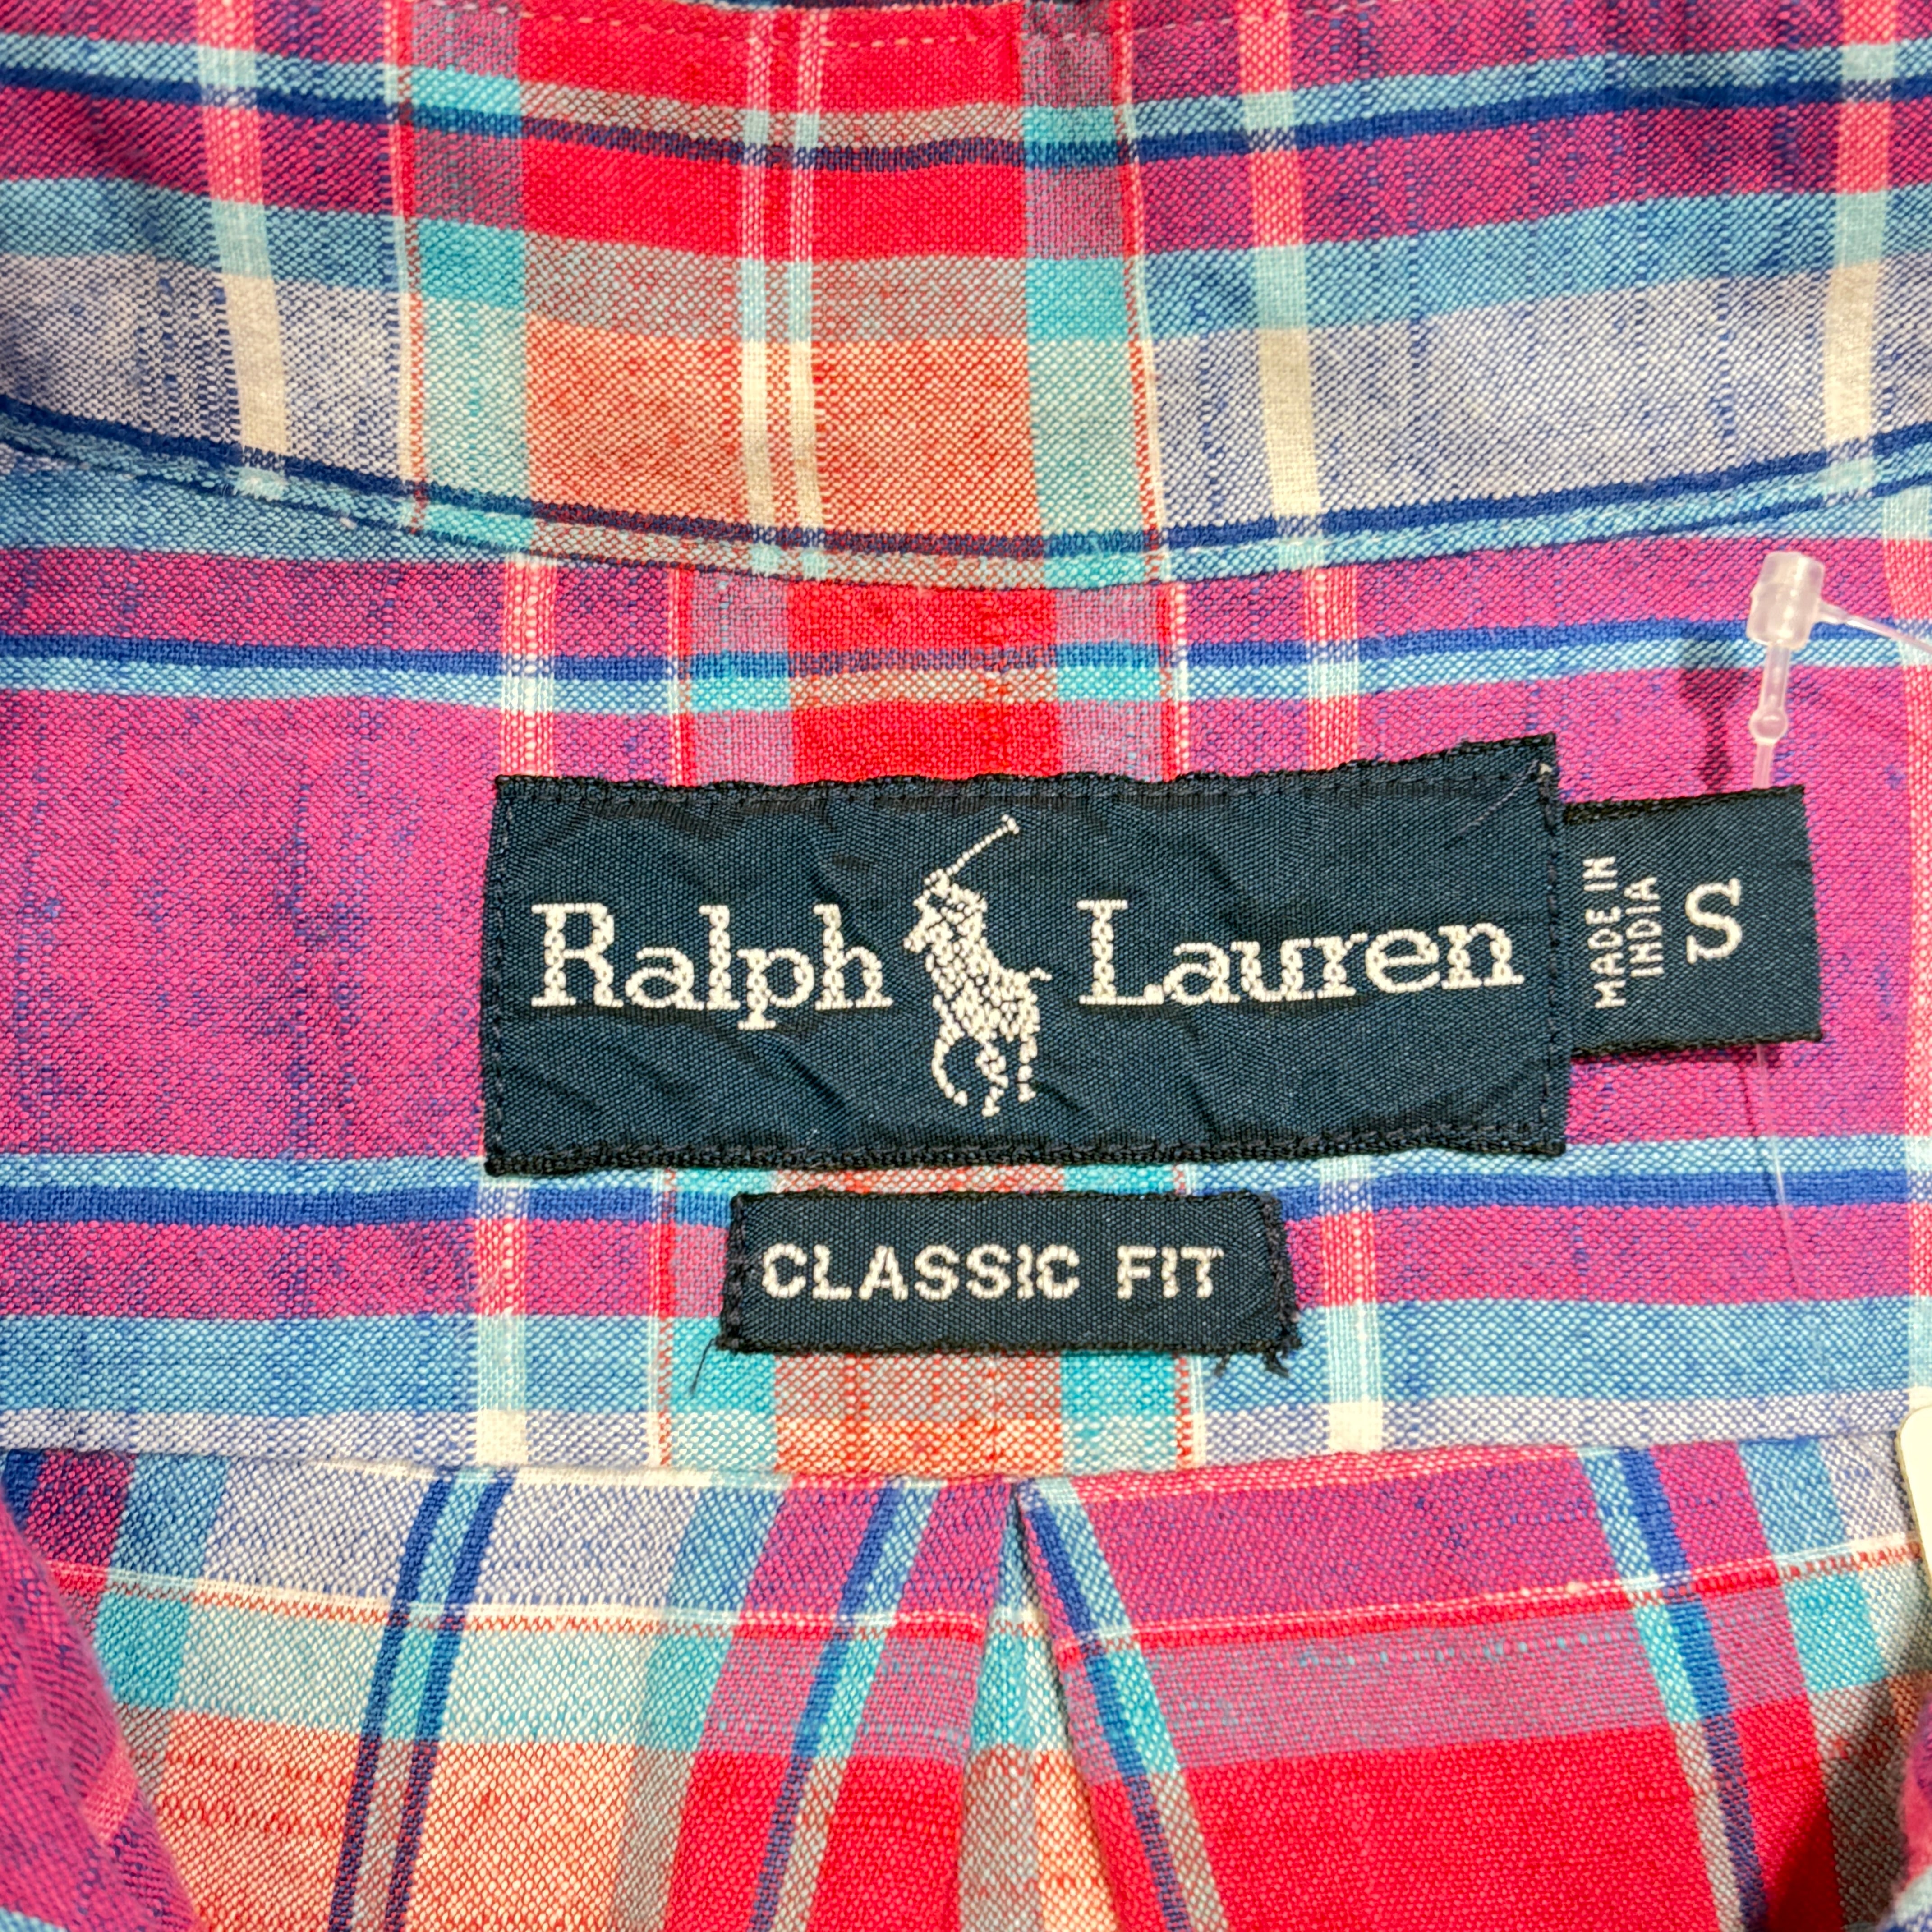 Ralph Lauren
MADE IN
INDIA
S
CLASSIC FIT